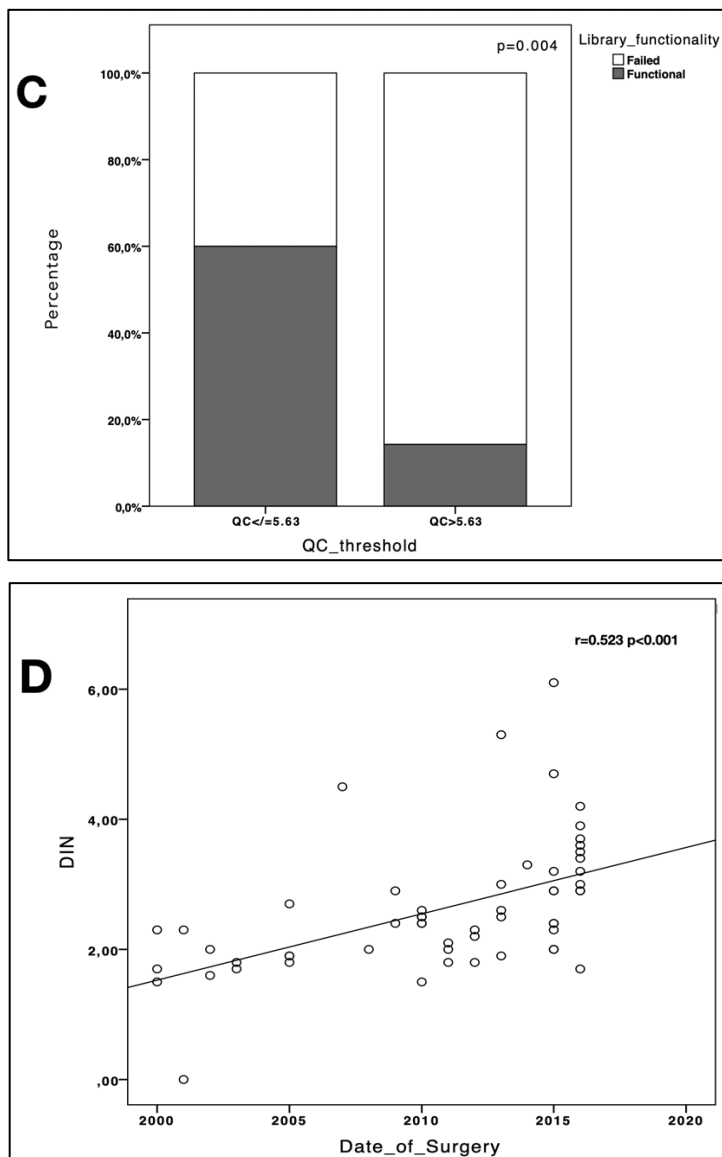 C
p=0.004
Library_functionality
Failed
Functional
100,0%
80,0%
60,0%
40,0%
20,0%
0,0%
Percentage
QC</=5.63 QC>5.63
QC_threshold
D
r=0.523 p<0.001
6,00
4,00
2,00
,00
DIN
2000 2005 2010 2015 2020
Date_of_Surgery